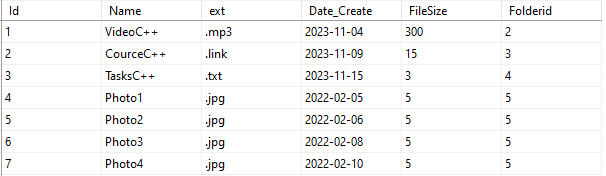 Id Name ext Date_Create FileSize Folderid
1 VideoC++ .mp3 2023-11-04 300 2
2 CourceC++ .link 2023-11-09 15 3
3 TasksC++ .txt 2023-11-15 3 4
4 Photo1 .jpg 2022-02-05 5 5
5 Photo2 .jpg 2022-02-06 5 5
6 Photo3 .jpg 2022-02-08 5 5
7 Photo4 .jpg 2022-02-10 5 5